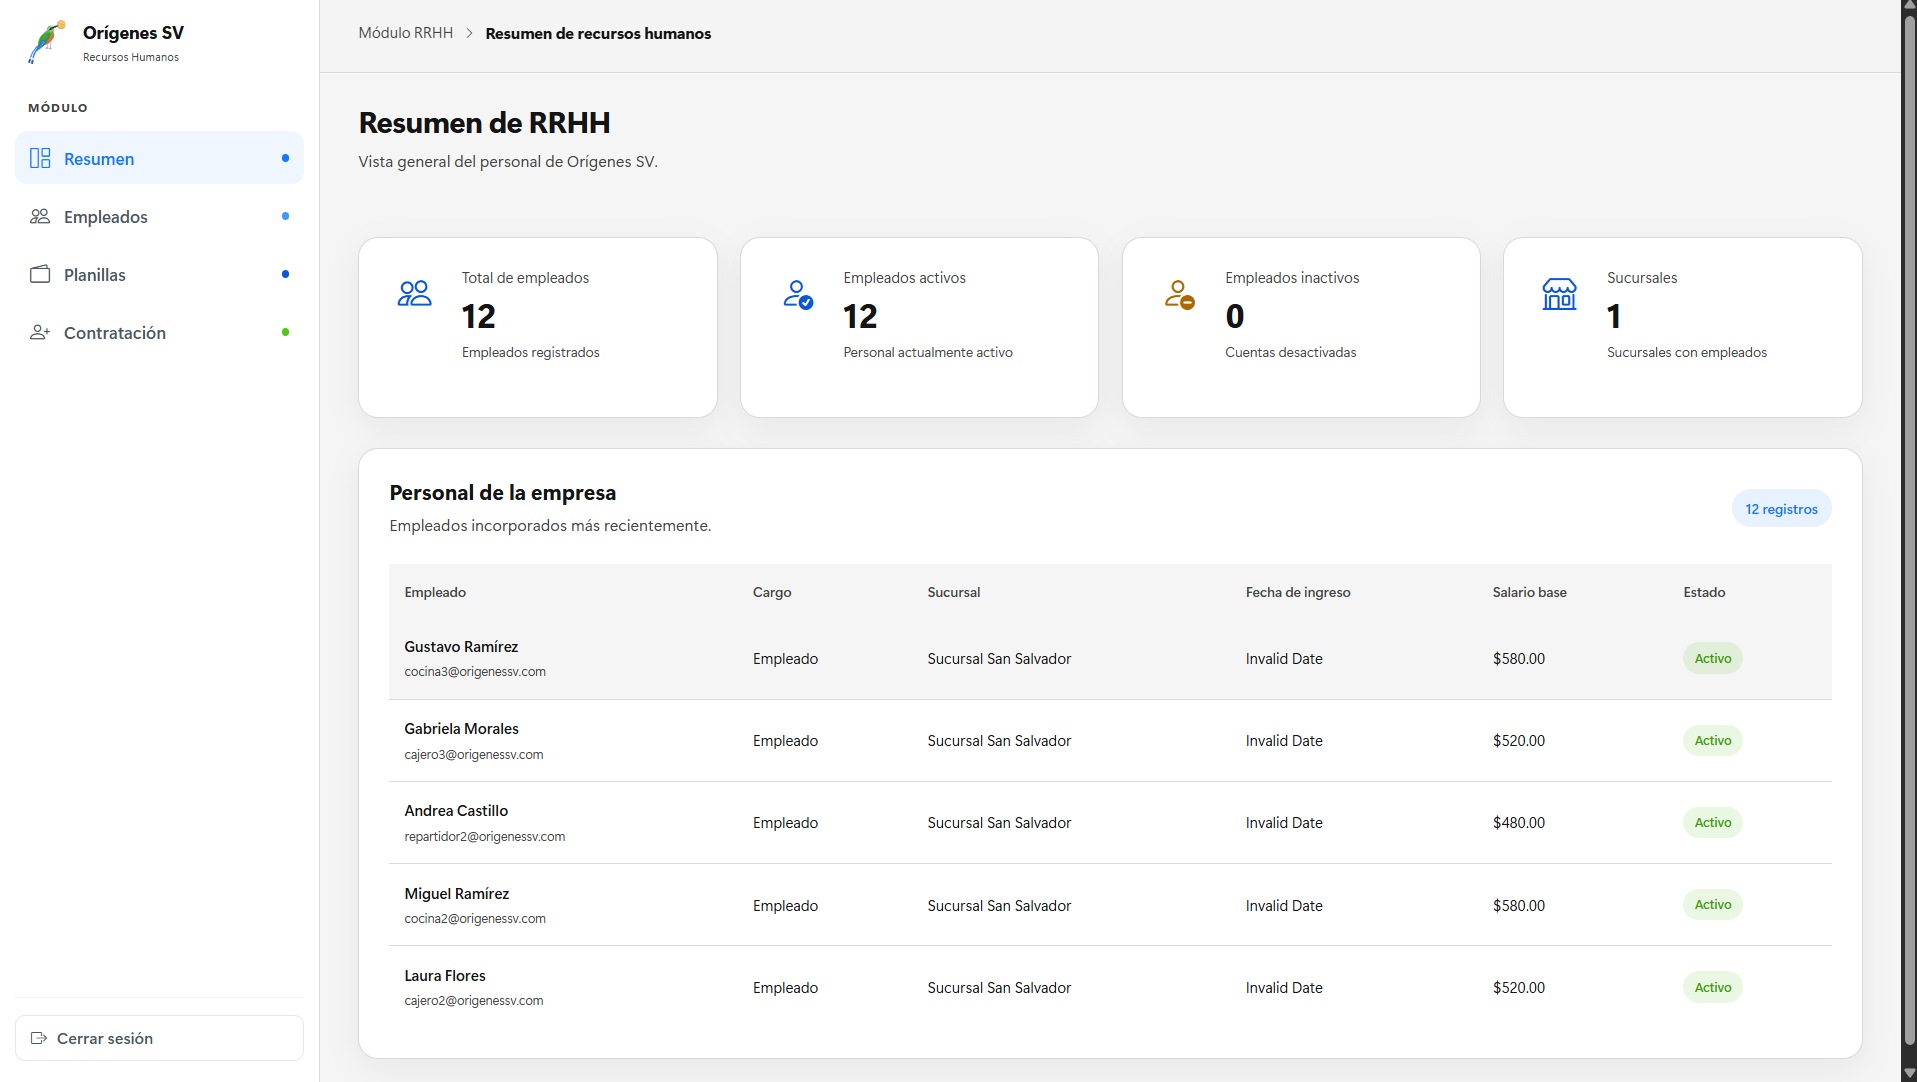 Orígenes SV
Recursos Humanos
MÓDULO
Resumen
Empleados
Planillas
Contratación
Cerrar sesión
Módulo RRHH > Resumen de recursos humanos
Resumen de RRHH
Vista general del personal de Orígenes SV.
Total de empleados
12
Empleados registrados
Empleados activos
12
Personal actualmente activo
Empleados inactivos
0
Cuentas desactivadas
Sucursales
1
Sucursales con empleados
Personal de la empresa
Empleados incorporados más recientemente.
12 registros
Empleado Cargo Sucursal Fecha de ingreso Salario base Estado
Gustavo Ramírez
cocina3@origenessv.com
Empleado Sucursal San Salvador Invalid Date $580.00 Activo
Gabriela Morales
cajero3@origenessv.com
Empleado Sucursal San Salvador Invalid Date $520.00 Activo
Andrea Castillo
repartidor2@origenessv.com
Empleado Sucursal San Salvador Invalid Date $480.00 Activo
Miguel Ramírez
cocina2@origenessv.com
Empleado Sucursal San Salvador Invalid Date $580.00 Activo
Laura Flores
cajero2@origenessv.com
Empleado Sucursal San Salvador Invalid Date $520.00 Activo